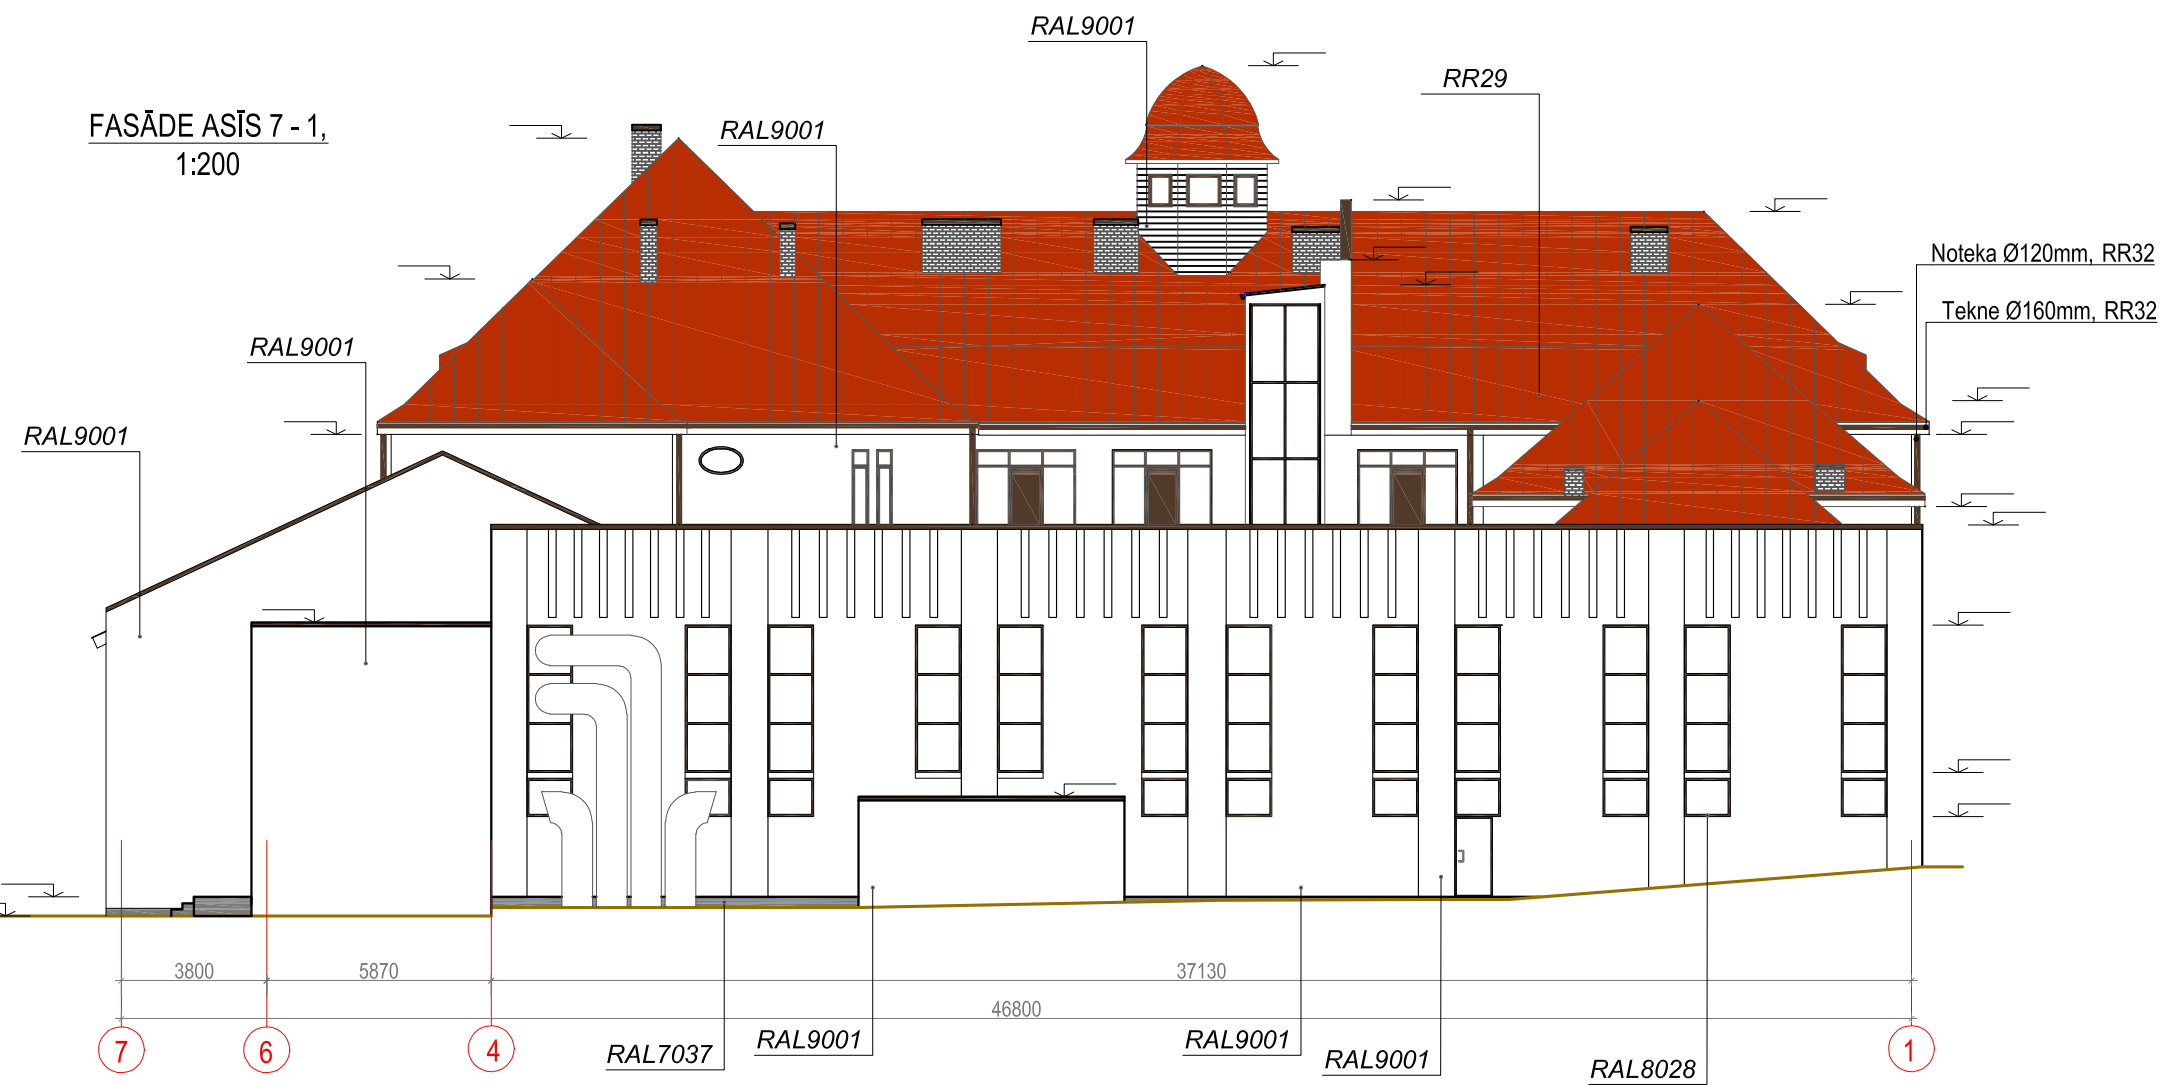 RAL9001
RR29
FASĀDE ASĪS 7 - 1,
1:200
RAL9001
Noteka Ø120mm, RR32
Tekne Ø160mm, RR32
RAL9001
RAL9001
3800
5870
37130
46800
7
6
4
1
RAL7037
RAL9001
RAL9001
RAL9001
RAL8028